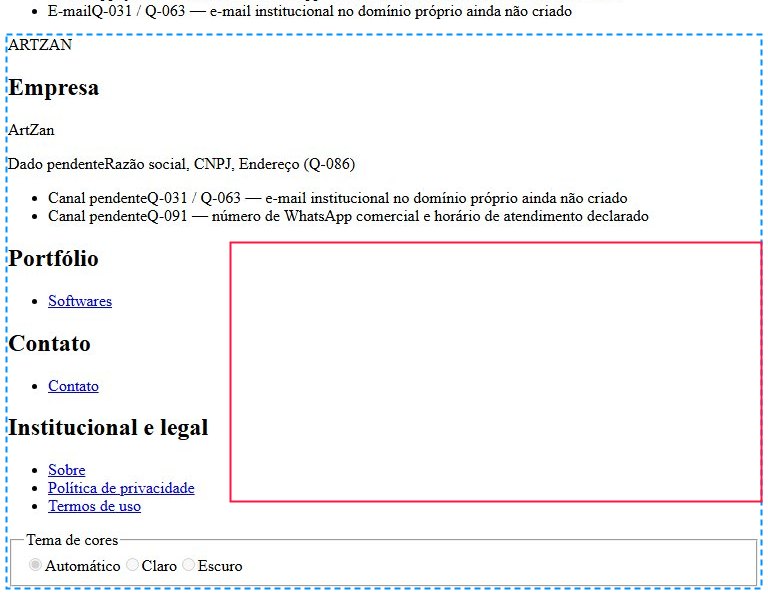 E-mailQ-031 / Q-063 — e-mail institucional no domínio próprio ainda não criado
ARTZAN
Empresa
ArtZan
Dado pendenteRazão social, CNPJ, Endereço (Q-086)
Canal pendenteQ-031 / Q-063 — e-mail institucional no domínio próprio ainda não criado
Canal pendenteQ-091 — número de WhatsApp comercial e horário de atendimento declarado
Portfólio
Softwares
Contato
Contato
Institucional e legal
Sobre
Política de privacidade
Termos de uso
Tema de cores
Automático Claro Escuro